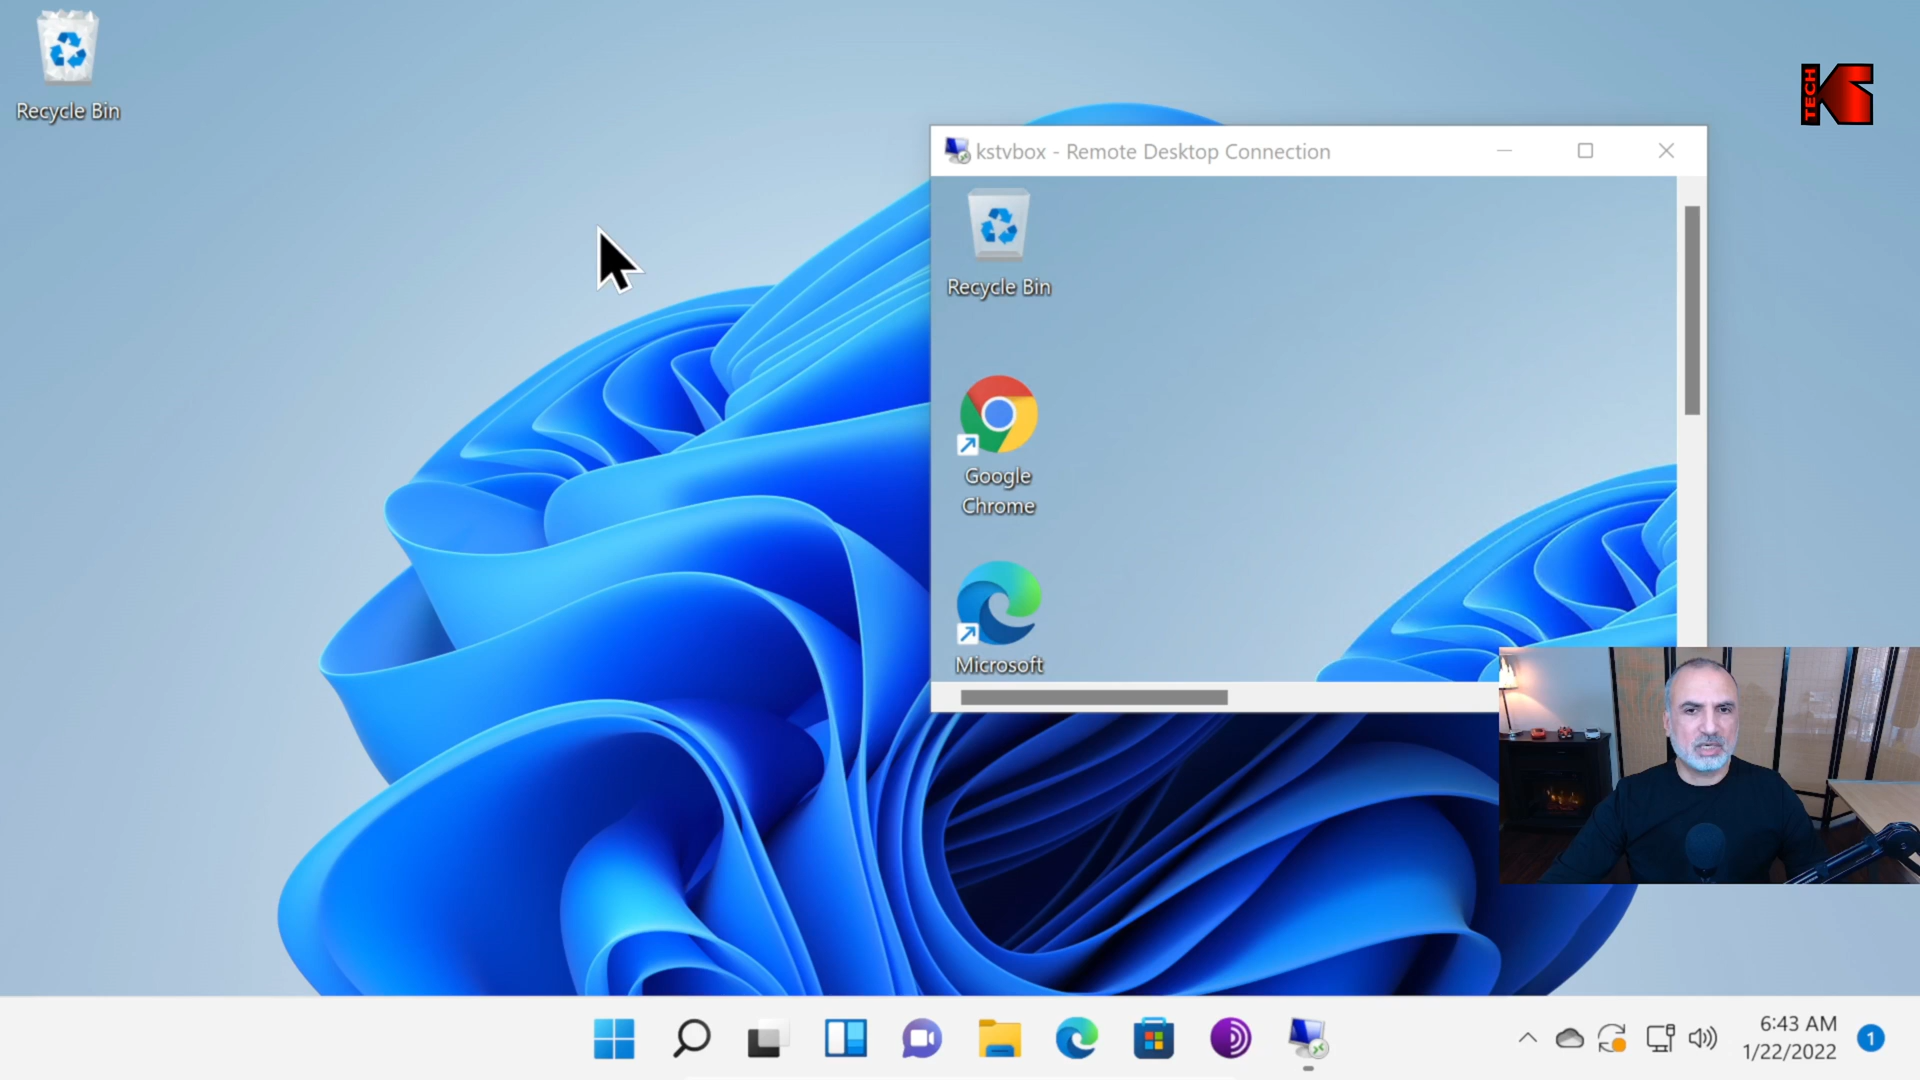 Recycle Bin
TECH
K
kstvbox - Remote Desktop Connection
Recycle Bin
Google
Chrome
Microsoft
6:43 AM
1/22/2022
1